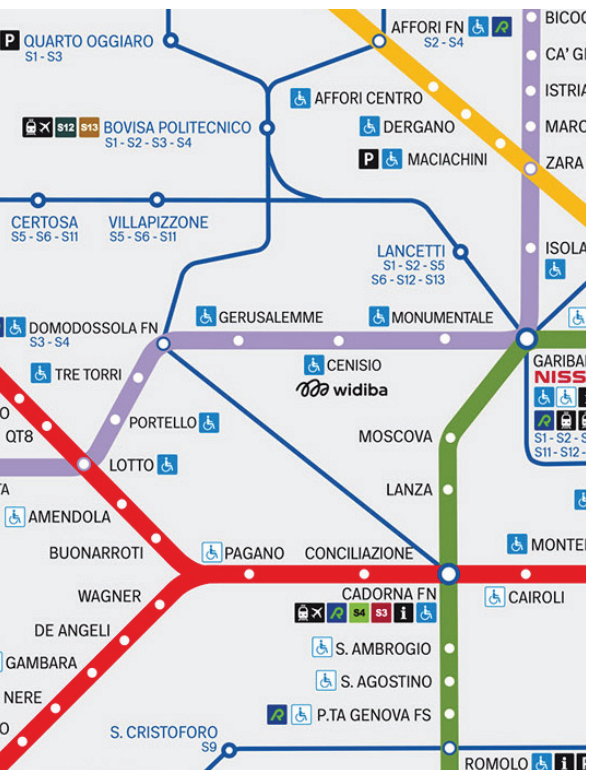 P QUARTO OGGIARO
S1 - S3
AFFORI FN
S2 - S4
BICOC
CA' G
ISTRIA
MARC
ZARA
AFFORI CENTRO
DERGANO
P MACIACHINI
S12 S13 BOVISA POLITECNICO
S1 - S2 - S3 - S4
CERTOSA
S5 - S6 - S11
VILLAPIZZONE
S5 - S6 - S11
LANCETTI
S1 - S2 - S5
S6 - S12 - S13
ISOLA
DOMODOSSOLA FN
S3 - S4
GERUSALEMME
MONUMENTALE
CENISIO
widiba
GARIBA
NISS
R
S1 - S2 - S
S11 - S12 -
TRE TORRI
PORTELLO
LOTTO
O
QT8
TA
MOSCOVA
LANZA
AMENDOLA
BUONARROTI
PAGANO
CONCILIAZIONE
MONTE
WAGNER
CADORNA FN
R S4 S3 i
CAIROLI
DE ANGELI
GAMBARA
NERE
O
S. AMBROGIO
S. AGOSTINO
R P.TA GENOVA FS
S. CRISTOFORO
S9
ROMOLO i